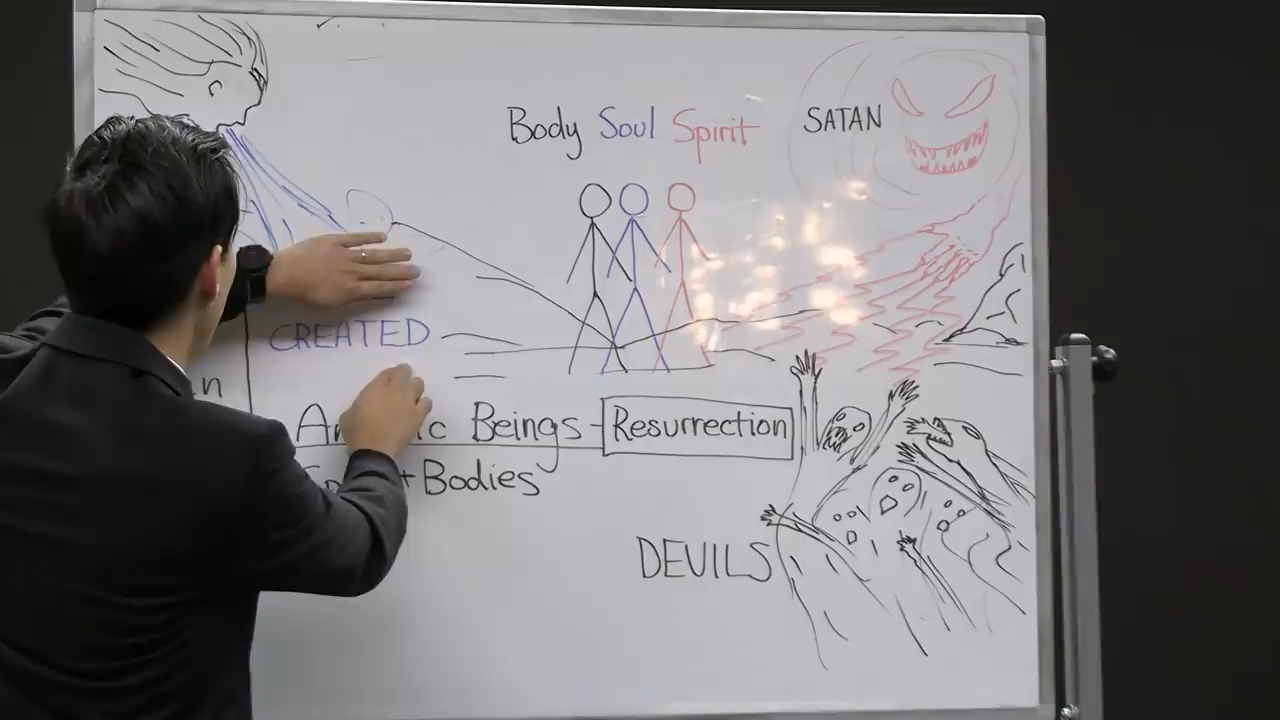 Body Soul Spirit
SATAN
CREATED
n
Beings - Resurrection
+ Bodies
DEVILS